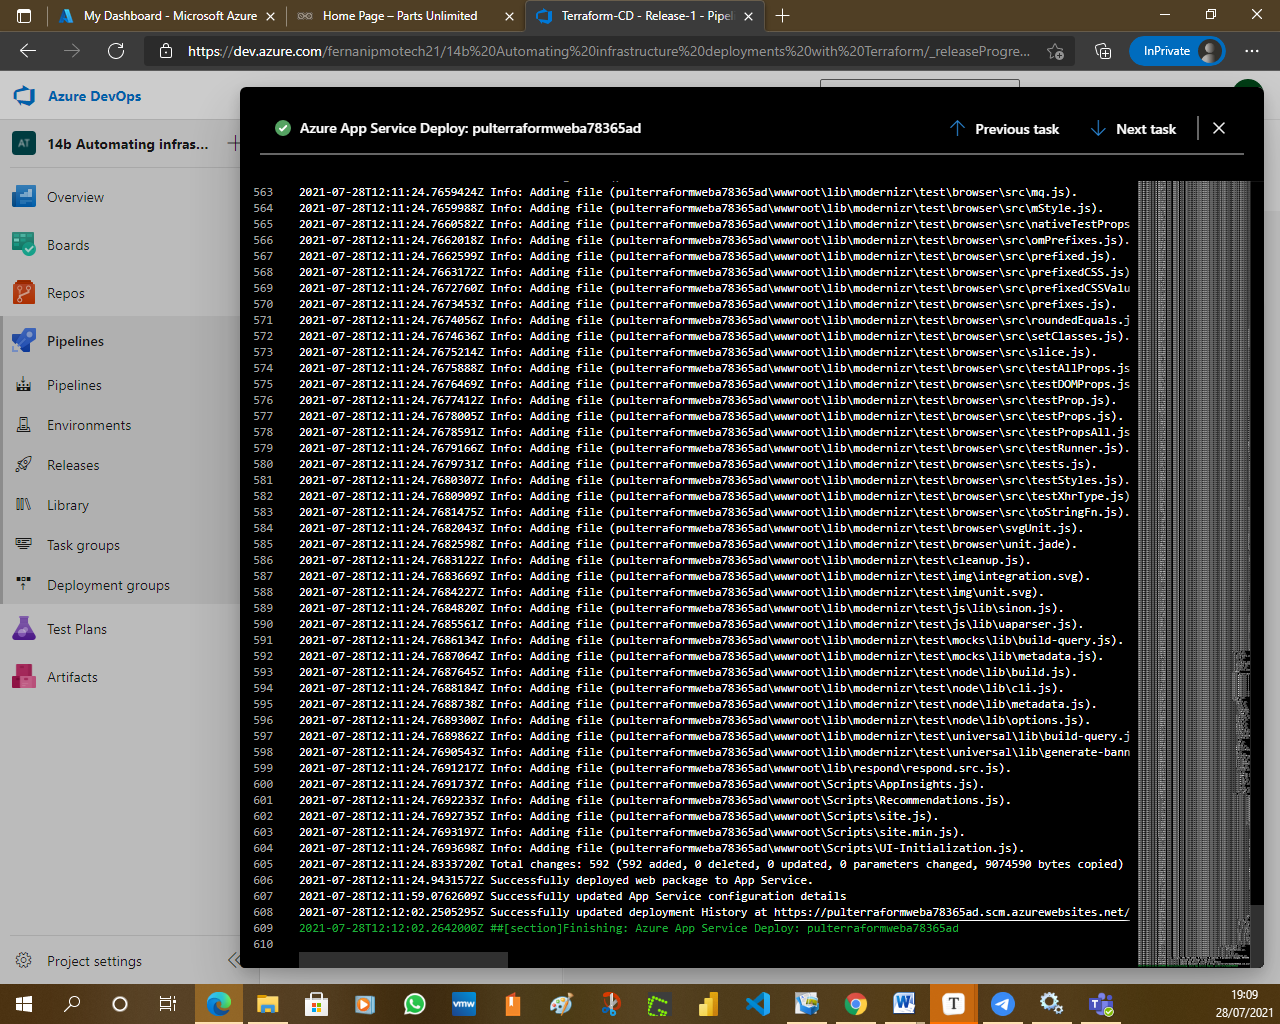 My Dashboard - Microsoft Azure
Home Page – Parts Unlimited
Terraform-CD - Release-1 - Pipel
https://dev.azure.com/fernanipmotech21/14b%20Automating%20infrastructure%20deployments%20with%20Terraform/_releaseProgre...
InPrivate
Azure DevOps
AT
14b Automating infras...
Overview
Boards
Repos
Pipelines
Pipelines
Environments
Releases
Library
Task groups
Deployment groups
Test Plans
Artifacts
Project settings
Azure App Service Deploy: pulterraformweba78365ad
Previous task
Next task
563 2021-07-28T12:11:24.7659424Z Info: Adding file (pulterraformweba78365ad\wwwroot\lib\modernizr\test\browser\src\mq.js).
564 2021-07-28T12:11:24.7659988Z Info: Adding file (pulterraformweba78365ad\wwwroot\lib\modernizr\test\browser\src\mStyle.js).
565 2021-07-28T12:11:24.7660582Z Info: Adding file (pulterraformweba78365ad\wwwroot\lib\modernizr\test\browser\src\nativeTestProps
566 2021-07-28T12:11:24.7662018Z Info: Adding file (pulterraformweba78365ad\wwwroot\lib\modernizr\test\browser\src\omPrefixes.js).
567 2021-07-28T12:11:24.7662599Z Info: Adding file (pulterraformweba78365ad\wwwroot\lib\modernizr\test\browser\src\prefixed.js).
568 2021-07-28T12:11:24.7663172Z Info: Adding file (pulterraformweba78365ad\wwwroot\lib\modernizr\test\browser\src\prefixedCSS.js)
569 2021-07-28T12:11:24.7672760Z Info: Adding file (pulterraformweba78365ad\wwwroot\lib\modernizr\test\browser\src\prefixedCSSValu
570 2021-07-28T12:11:24.7673453Z Info: Adding file (pulterraformweba78365ad\wwwroot\lib\modernizr\test\browser\src\prefixes.js).
571 2021-07-28T12:11:24.7674056Z Info: Adding file (pulterraformweba78365ad\wwwroot\lib\modernizr\test\browser\src\roundedEquals.j
572 2021-07-28T12:11:24.7674636Z Info: Adding file (pulterraformweba78365ad\wwwroot\lib\modernizr\test\browser\src\setClasses.js).
573 2021-07-28T12:11:24.7675214Z Info: Adding file (pulterraformweba78365ad\wwwroot\lib\modernizr\test\browser\src\slice.js).
574 2021-07-28T12:11:24.7675888Z Info: Adding file (pulterraformweba78365ad\wwwroot\lib\modernizr\test\browser\src\testAllProps.js
575 2021-07-28T12:11:24.7676469Z Info: Adding file (pulterraformweba78365ad\wwwroot\lib\modernizr\test\browser\src\testDOMProps.js
576 2021-07-28T12:11:24.7677412Z Info: Adding file (pulterraformweba78365ad\wwwroot\lib\modernizr\test\browser\src\testProp.js).
577 2021-07-28T12:11:24.7678005Z Info: Adding file (pulterraformweba78365ad\wwwroot\lib\modernizr\test\browser\src\testProps.js).
578 2021-07-28T12:11:24.7678591Z Info: Adding file (pulterraformweba78365ad\wwwroot\lib\modernizr\test\browser\src\testPropsAll.js
579 2021-07-28T12:11:24.7679166Z Info: Adding file (pulterraformweba78365ad\wwwroot\lib\modernizr\test\browser\src\testRunner.js).
580 2021-07-28T12:11:24.7679731Z Info: Adding file (pulterraformweba78365ad\wwwroot\lib\modernizr\test\browser\src\tests.js).
581 2021-07-28T12:11:24.7680307Z Info: Adding file (pulterraformweba78365ad\wwwroot\lib\modernizr\test\browser\src\testStyles.js).
582 2021-07-28T12:11:24.7680909Z Info: Adding file (pulterraformweba78365ad\wwwroot\lib\modernizr\test\browser\src\testXhrType.js)
583 2021-07-28T12:11:24.7681475Z Info: Adding file (pulterraformweba78365ad\wwwroot\lib\modernizr\test\browser\src\toStringFn.js).
584 2021-07-28T12:11:24.7682043Z Info: Adding file (pulterraformweba78365ad\wwwroot\lib\modernizr\test\browser\svgUnit.js).
585 2021-07-28T12:11:24.7682598Z Info: Adding file (pulterraformweba78365ad\wwwroot\lib\modernizr\test\browser\unit.jade).
586 2021-07-28T12:11:24.7683122Z Info: Adding file (pulterraformweba78365ad\wwwroot\lib\modernizr\test\cleanup.js).
587 2021-07-28T12:11:24.7683669Z Info: Adding file (pulterraformweba78365ad\wwwroot\lib\modernizr\test\img\integration.svg).
588 2021-07-28T12:11:24.7684227Z Info: Adding file (pulterraformweba78365ad\wwwroot\lib\modernizr\test\img\unit.svg).
589 2021-07-28T12:11:24.7684820Z Info: Adding file (pulterraformweba78365ad\wwwroot\lib\modernizr\test\js\lib\sinon.js).
590 2021-07-28T12:11:24.7685561Z Info: Adding file (pulterraformweba78365ad\wwwroot\lib\modernizr\test\js\lib\uaparser.js).
591 2021-07-28T12:11:24.7686134Z Info: Adding file (pulterraformweba78365ad\wwwroot\lib\modernizr\test\mocks\lib\build-query.js).
592 2021-07-28T12:11:24.7687064Z Info: Adding file (pulterraformweba78365ad\wwwroot\lib\modernizr\test\mocks\lib\metadata.js).
593 2021-07-28T12:11:24.7687645Z Info: Adding file (pulterraformweba78365ad\wwwroot\lib\modernizr\test\node\lib\build.js).
594 2021-07-28T12:11:24.7688184Z Info: Adding file (pulterraformweba78365ad\wwwroot\lib\modernizr\test\node\lib\cli.js).
595 2021-07-28T12:11:24.7688738Z Info: Adding file (pulterraformweba78365ad\wwwroot\lib\modernizr\test\node\lib\metadata.js).
596 2021-07-28T12:11:24.7689300Z Info: Adding file (pulterraformweba78365ad\wwwroot\lib\modernizr\test\node\lib\options.js).
597 2021-07-28T12:11:24.7689862Z Info: Adding file (pulterraformweba78365ad\wwwroot\lib\modernizr\test\universal\lib\build-query.j
598 2021-07-28T12:11:24.7690543Z Info: Adding file (pulterraformweba78365ad\wwwroot\lib\modernizr\test\universal\lib\generate-bann
599 2021-07-28T12:11:24.7691217Z Info: Adding file (pulterraformweba78365ad\wwwroot\lib\respond\respond.src.js).
600 2021-07-28T12:11:24.7691737Z Info: Adding file (pulterraformweba78365ad\wwwroot\Scripts\AppInsights.js).
601 2021-07-28T12:11:24.7692233Z Info: Adding file (pulterraformweba78365ad\wwwroot\Scripts\Recommendations.js).
602 2021-07-28T12:11:24.7692735Z Info: Adding file (pulterraformweba78365ad\wwwroot\Scripts\site.js).
603 2021-07-28T12:11:24.7693197Z Info: Adding file (pulterraformweba78365ad\wwwroot\Scripts\site.min.js).
604 2021-07-28T12:11:24.7693698Z Info: Adding file (pulterraformweba78365ad\wwwroot\Scripts\UI-Initialization.js).
605 2021-07-28T12:11:24.8333720Z Total changes: 592 (592 added, 0 deleted, 0 updated, 0 parameters changed, 9074590 bytes copied)
606 2021-07-28T12:11:24.9431572Z Successfully deployed web package to App Service.
607 2021-07-28T12:11:59.0762609Z Successfully updated App Service configuration details
608 2021-07-28T12:12:02.2505295Z Successfully updated deployment History at https://pulterraformweba78365ad.scm.azurewebsites.net/
609 2021-07-28T12:12:02.2642000Z ##[section]Finishing: Azure App Service Deploy: pulterraformweba78365ad
610
vmw
T
19:09
28/07/2021